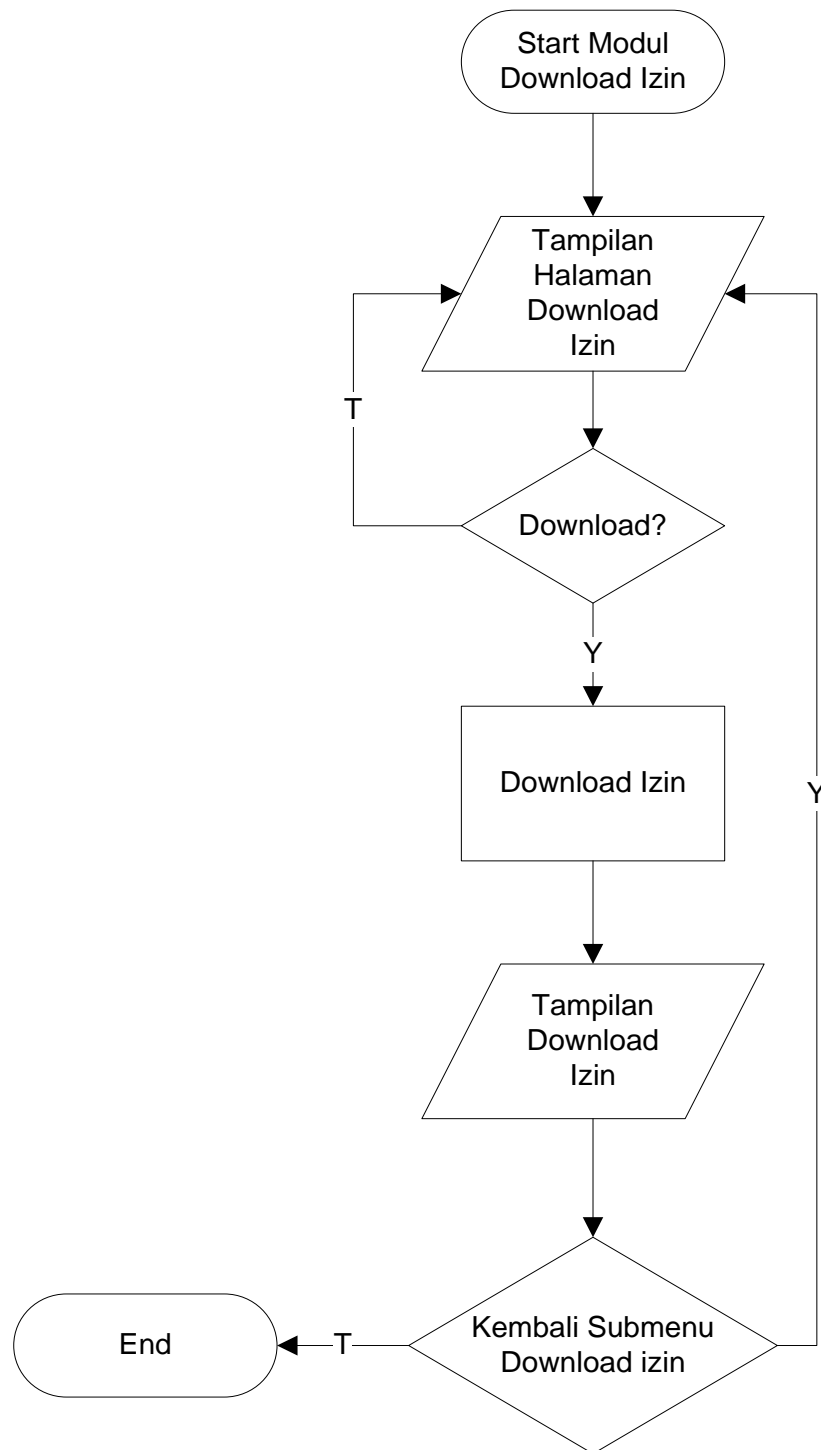 Start Modul
Download Izin
Tampilan
Halaman
Download
Izin
T
Download?
Y
Download Izin
Y
Tampilan
Download
Izin
Kembali Submenu
Download izin
T
End